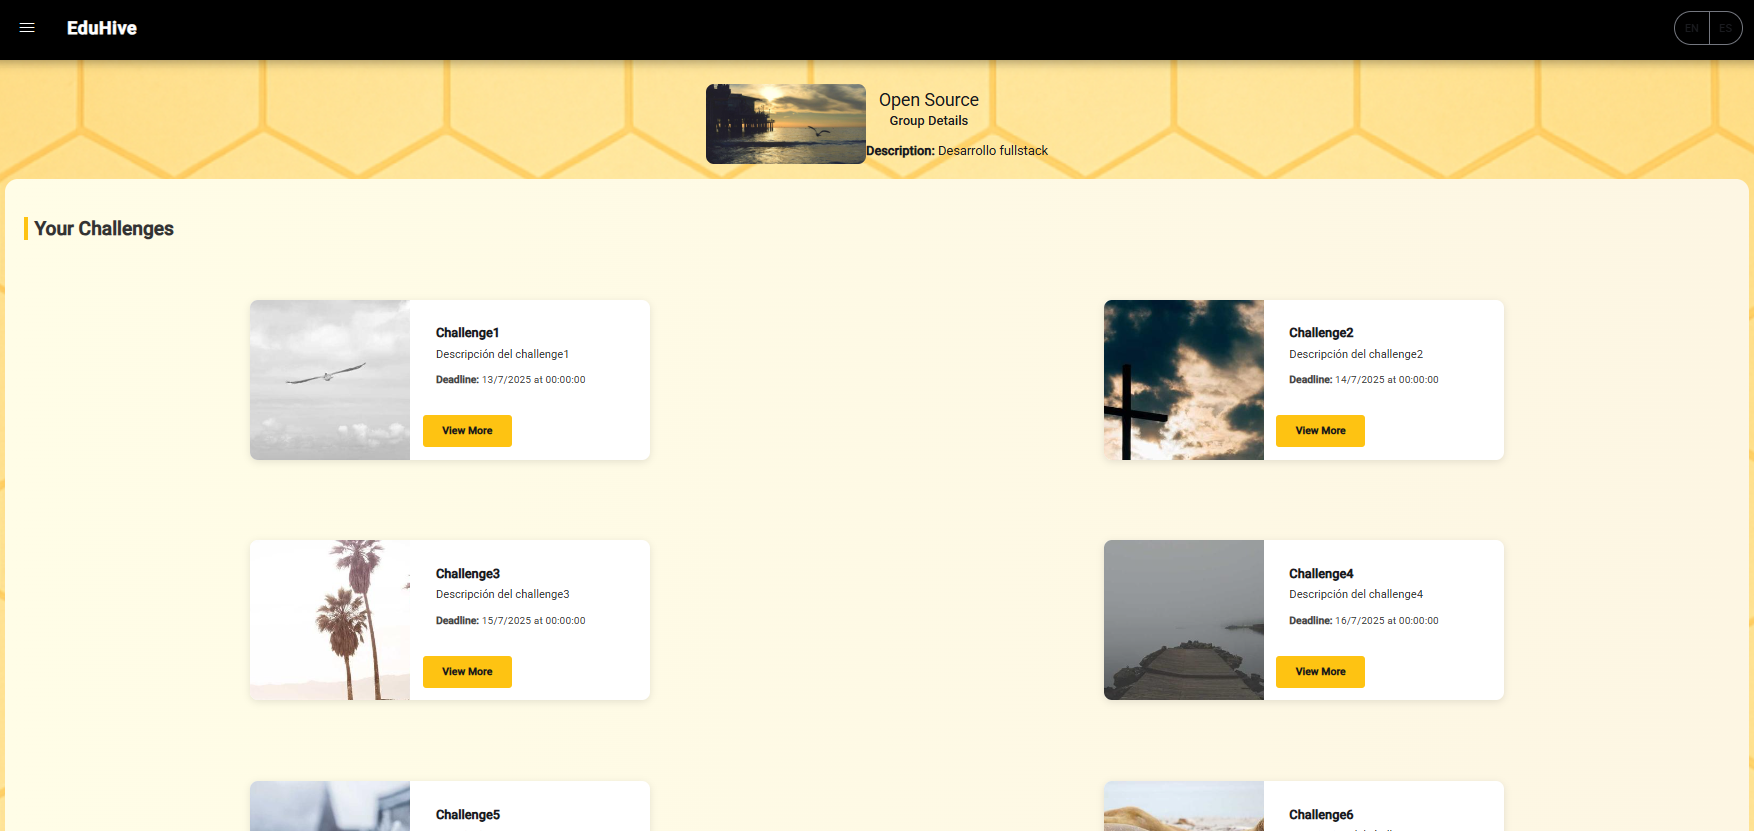 EduHive
EN ES
Open Source
Group Details
Description: Desarrollo fullstack
Your Challenges
Challenge1
Descripción del challenge1
Deadline: 13/7/2025 at 00:00:00
View More
Challenge2
Descripción del challenge2
Deadline: 14/7/2025 at 00:00:00
View More
Challenge3
Descripción del challenge3
Deadline: 15/7/2025 at 00:00:00
View More
Challenge4
Descripción del challenge4
Deadline: 16/7/2025 at 00:00:00
View More
Challenge5
Challenge6